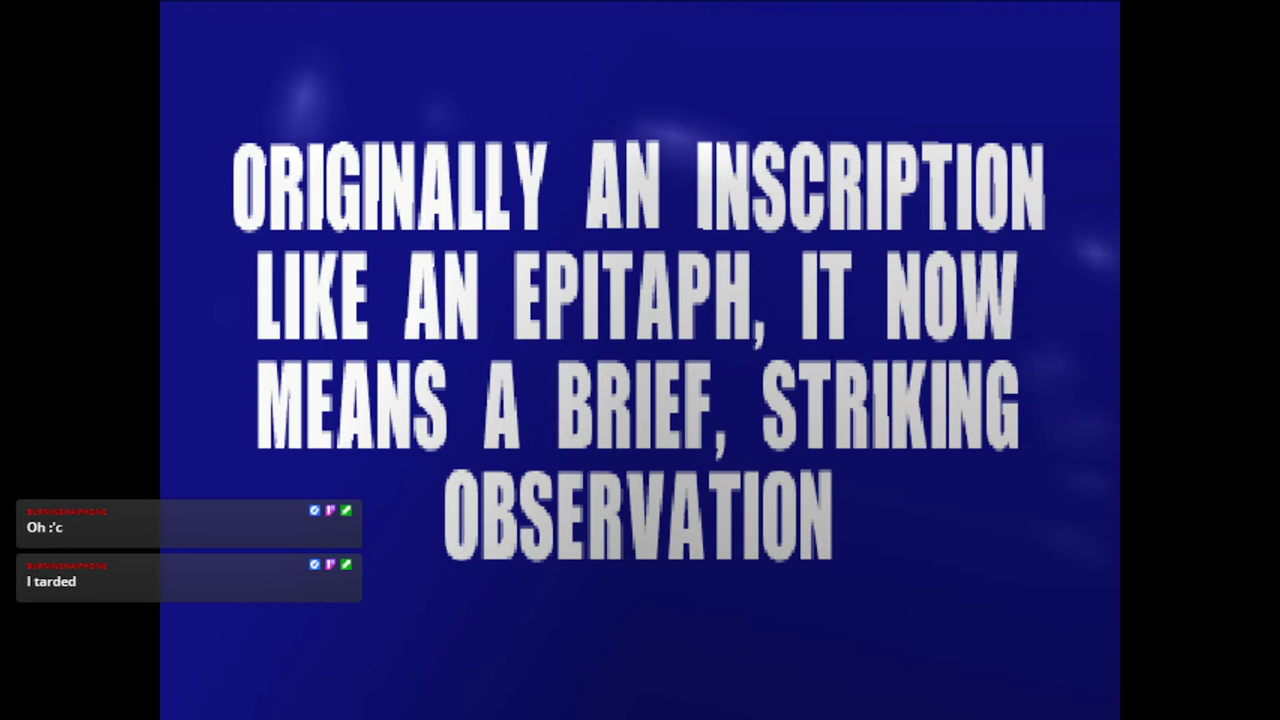 ORIGINALLY AN INSCRIPTION
LIKE AN EPITAPH, IT NOW
MEANS A BRIEF, STRIKING
OBSERVATION
Oh :'c
I tarded